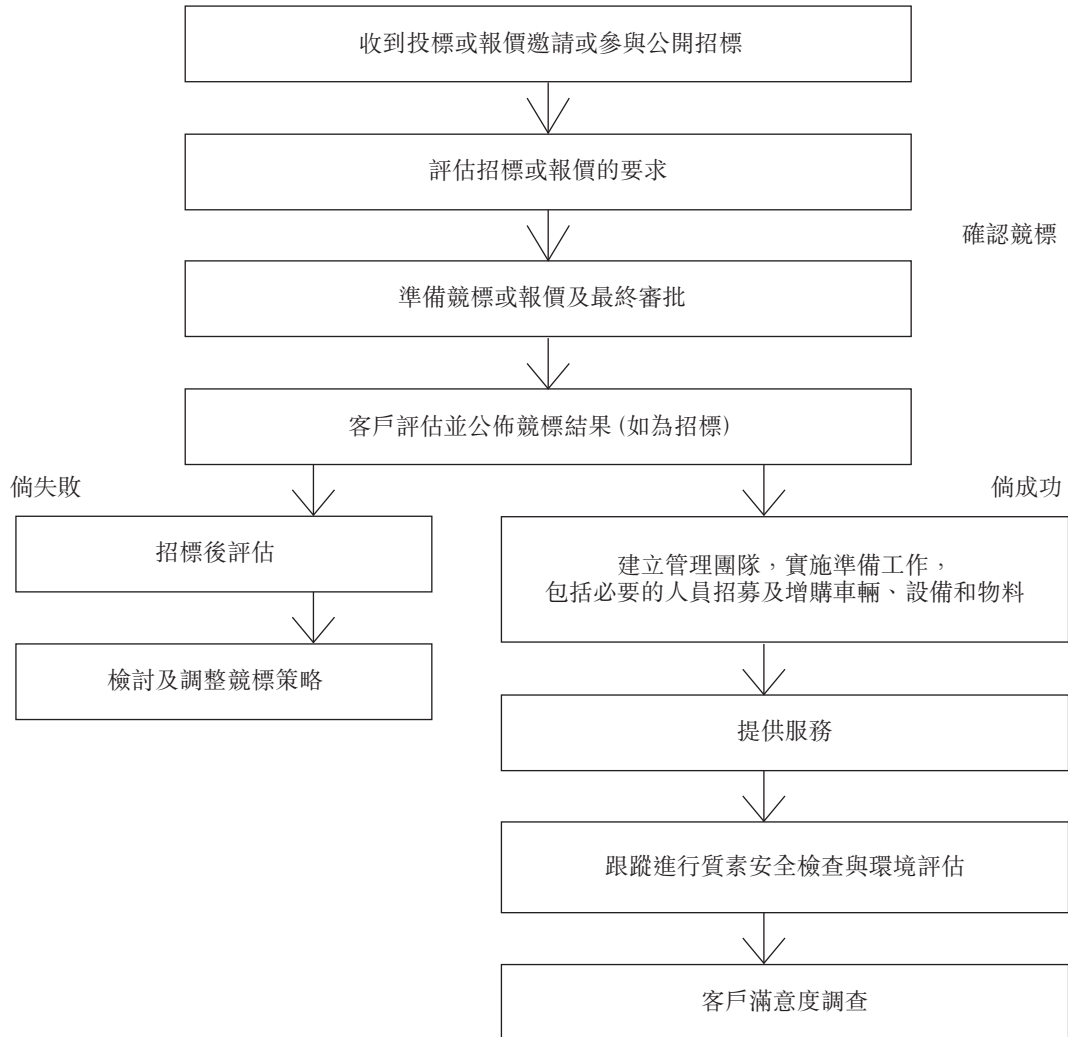 收到投標或報價邀請或參與公開招標
評估招標或報價的要求
確認競標
準備競標或報價及最終審批
客戶評估並公佈競標結果 (如為招標)
倘失敗
倘成功
招標後評估
建立管理團隊，實施準備工作，
包括必要的人員招募及增購車輛、設備和物料
檢討及調整競標策略
提供服務
跟蹤進行質素安全檢查與環境評估
客戶滿意度調查